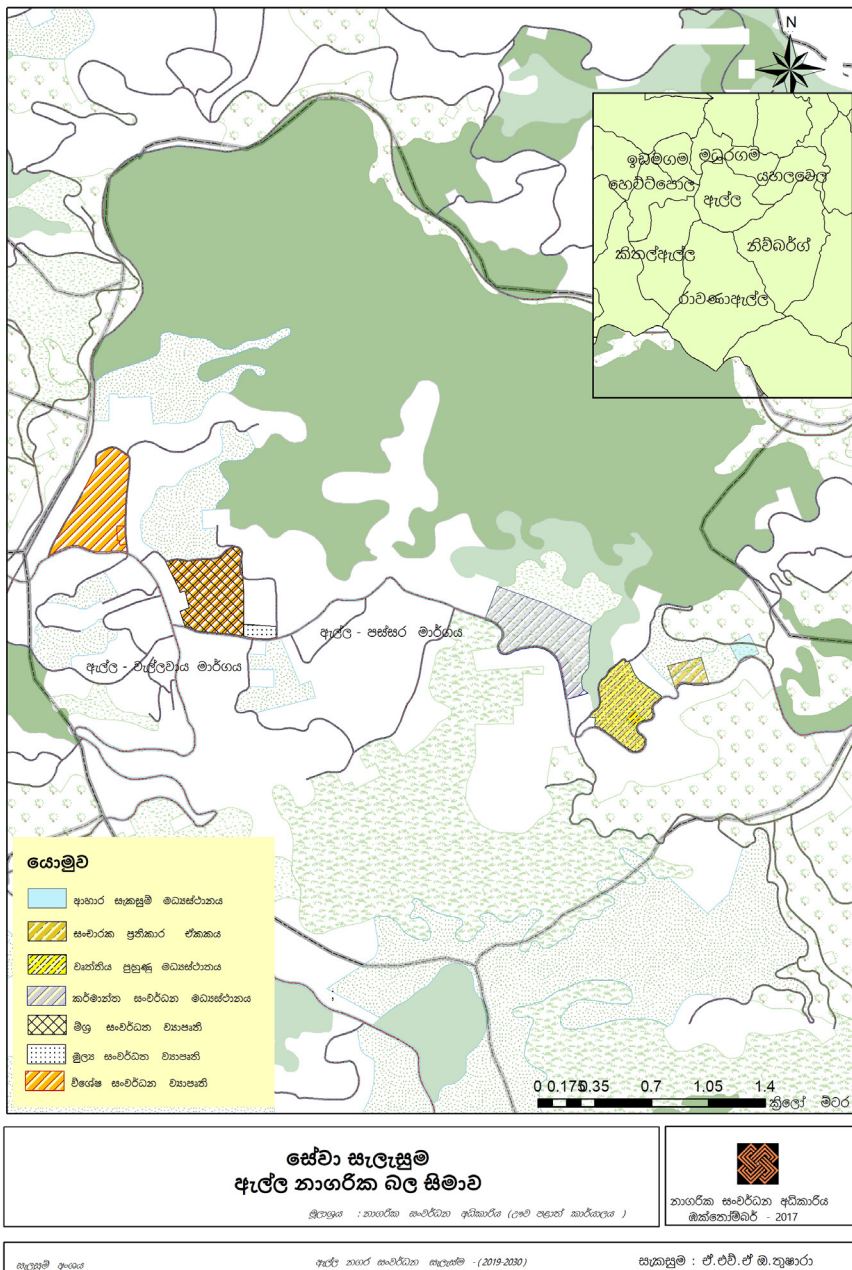 N
ඉඩමගම මධුරගම
යහලවෙල
හෙට්ටිපොල
ඇල්ල
කිතල්ඇල්ල
නිව්බර්ග්
රාවණාඇල්ල
ඇල්ල - පස්සර මාර්ගය
ඇල්ල - වැල්ලවාය මාර්ගය
යොමුව
ආහාර සැකසුම් මධ්‍යස්ථානය
සංචාරක ප්‍රතිකාර ඒකකය
වෘත්තීය පුහුණු මධ්‍යස්ථානය
කර්මාන්ත සංවර්ධන මධ්‍යස්ථානය
මිශ්‍ර සංවර්ධන ව්‍යාපෘති
මූල්‍ය සංවර්ධන ව්‍යාපෘති
විශේෂ සංවර්ධන ව්‍යාපෘති
0 0.175 0.35 0.7 1.05 1.4
කිලෝ මීටර
සේවා සැලැසුම
ඇල්ල නාගරික බල සීමාව
මූලාශ්‍රය : නාගරික සංවර්ධන අධිකාරිය (ඌව පළාත් කාර්යාලය )
නාගරික සංවර්ධන අධිකාරිය
ඔක්තෝම්බර් - 2017
සැලසුම් අංශය
ඇල්ල නගර සංවර්ධන සැලැස්ම - (2019-2030)
සැකසුම : ඒ.එච්.ඒ ඔ.තුෂාරා